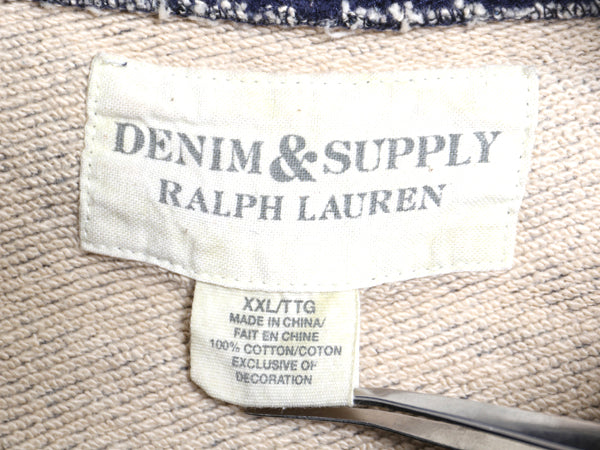 DENIM & SUPPLY
RALPH LAUREN
XXL/TTG
MADE IN CHINA/
FAIT EN CHINE
100% COTTON/COTON
EXCLUSIVE OF
DECORATION